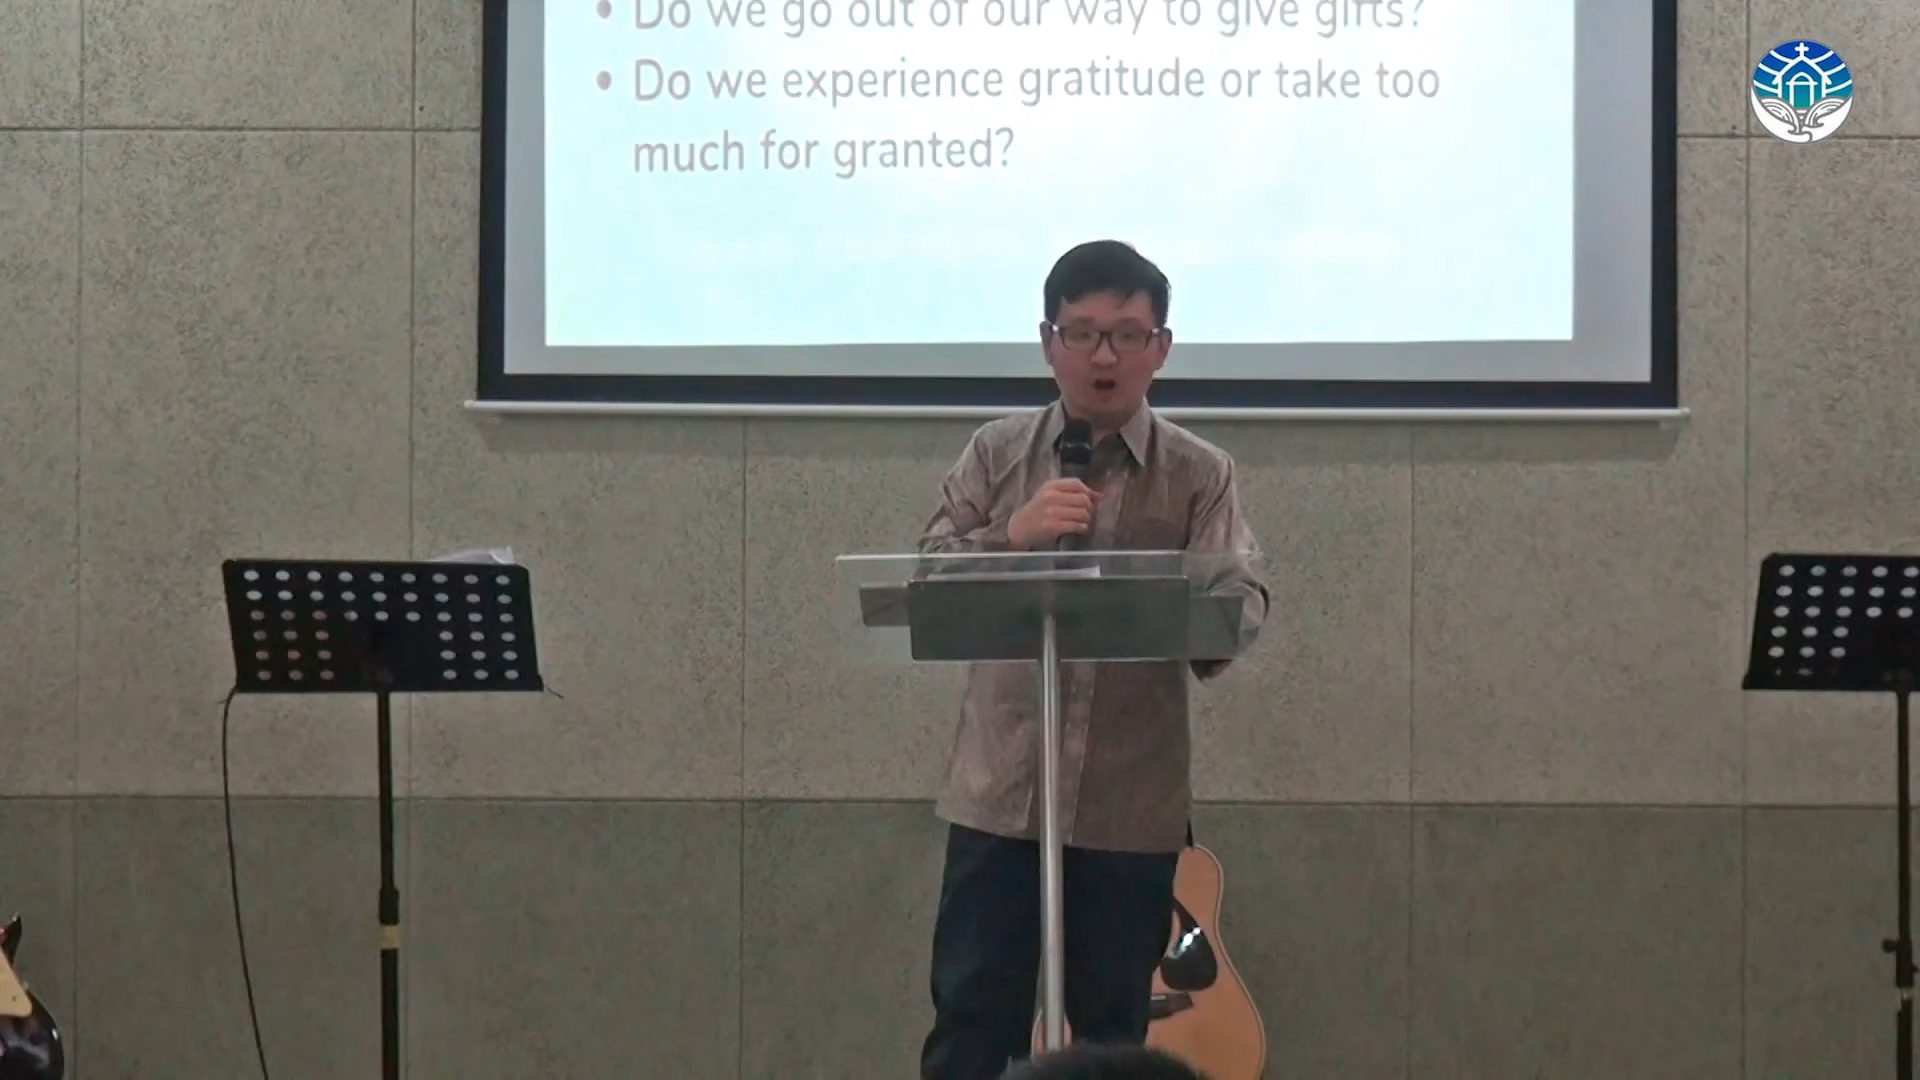 • Do we go out of our way to give gifts?
• Do we experience gratitude or take too
much for granted?